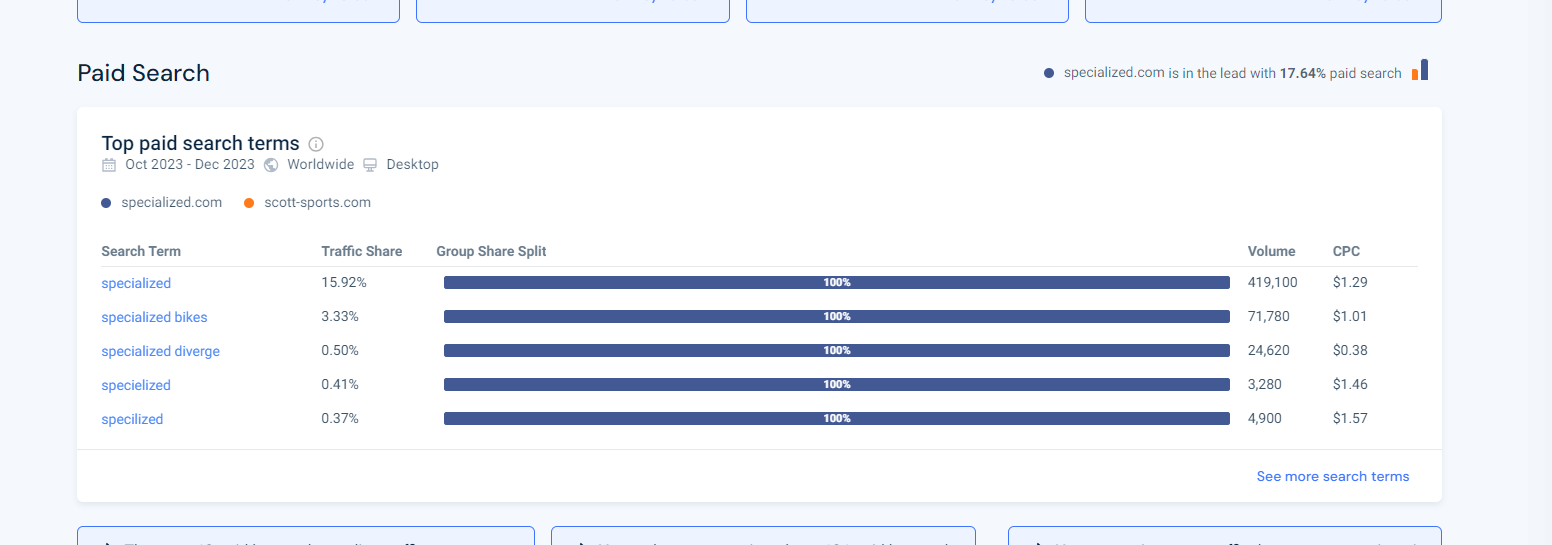 Paid Search
specialized.com is in the lead with 17.64% paid search
Top paid search terms
Oct 2023 - Dec 2023 Worldwide Desktop
specialized.com scott-sports.com
Search Term Traffic Share Group Share Split Volume CPC
specialized 15.92% 100% 419,100 $1.29
specialized bikes 3.33% 100% 71,780 $1.01
specialized diverge 0.50% 100% 24,620 $0.38
specielized 0.41% 100% 3,280 $1.46
specilized 0.37% 100% 4,900 $1.57
See more search terms